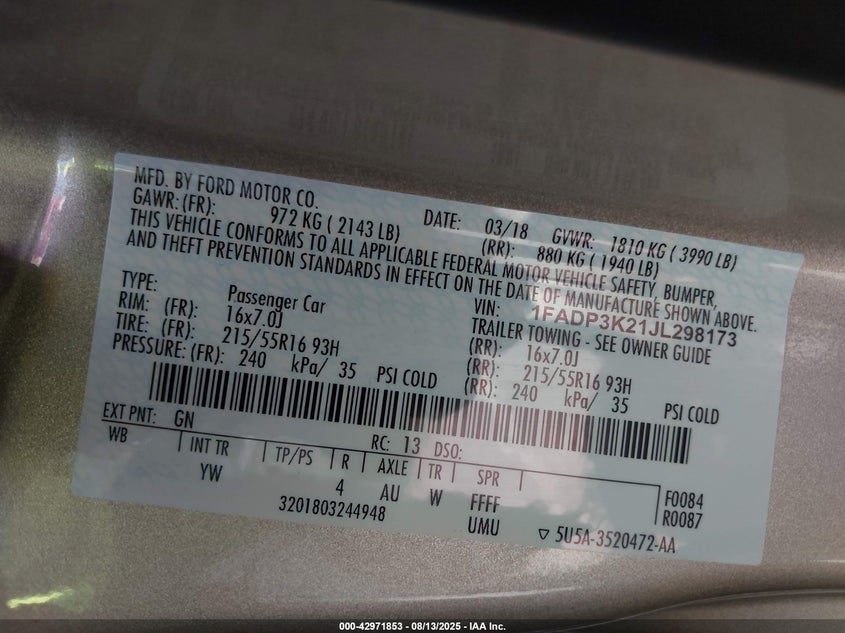 MFD. BY FORD MOTOR CO.
DATE: 03/18 GVWR: 1810 KG ( 3990 LB)
GAWR: (FR): 972 KG ( 2143 LB) (RR): 880 KG ( 1940 LB)
THIS VEHICLE CONFORMS TO ALL APPLICABLE FEDERAL MOTOR VEHICLE SAFETY, BUMPER,
AND THEFT PREVENTION STANDARDS IN EFFECT ON THE DATE OF MANUFACTURE SHOWN ABOVE.
VIN: 1FADP3K21JL298173
TYPE: Passenger Car TRAILER TOWING - SEE OWNER GUIDE
RIM: (FR): 16x7.0J (RR): 16x7.0J
TIRE: (FR): 215/55R16 93H (RR): 215/55R16 93H
PRESSURE: (FR): 240 kPa/ 35 PSI COLD (RR): 240 kPa/ 35 PSI COLD
EXT PNT: GN RC: 13 DSO:
WB INT TR TP/PS R AXLE TR SPR
YW 4 AU W FFFF F0084
3201803244948 UMU R0087
5U5A-3520472-AA
000-42971853 - 08/13/2025 - IAA Inc.